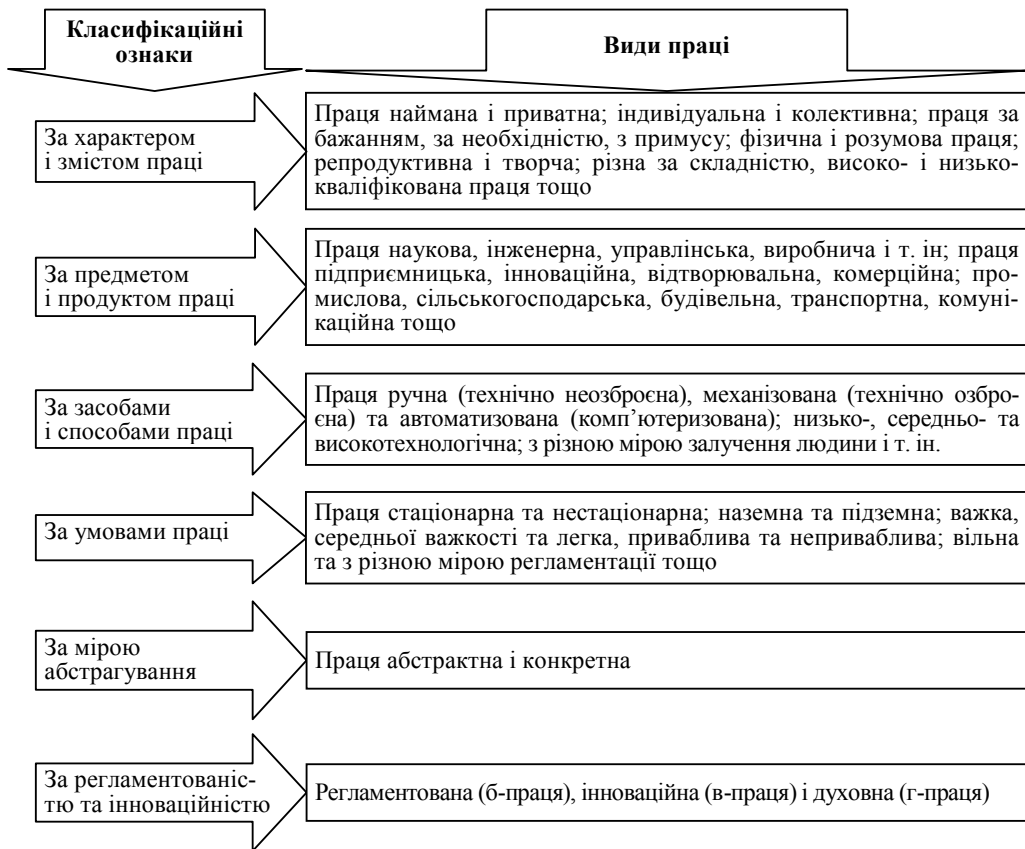 Класифікаційні
ознаки
Види праці
За характером
і змістом праці
Праця наймана і приватна; індивідуальна і колективна; праця за
бажанням, за необхідністю, з примусу; фізична і розумова праця;
репродуктивна і творча; різна за складністю, високо- і низько-
кваліфікована праця тощо
За предметом
і продуктом праці
Праця наукова, інженерна, управлінська, виробнича і т. ін; праця
підприємницька, інноваційна, відтворювальна, комерційна; про-
мислова, сільськогосподарська, будівельна, транспортна, комуні-
каційна тощо
За засобами
і способами праці
Праця ручна (технічно неозброєна), механізована (технічно озбро-
єна) та автоматизована (комп’ютеризована); низько-, середньо- та
високотехнологічна; з різною мірою залучення людини і т. ін.
За умовами праці
Праця стаціонарна та нестаціонарна; наземна та підземна; важка,
середньої важкості та легка, приваблива та неприваблива; вільна
та з різною мірою регламентації тощо
За мірою
абстрагування
Праця абстрактна і конкретна
За регламентованіс-
тю та інноваційністю
Регламентована (б-праця), інноваційна (в-праця) і духовна (г-праця)